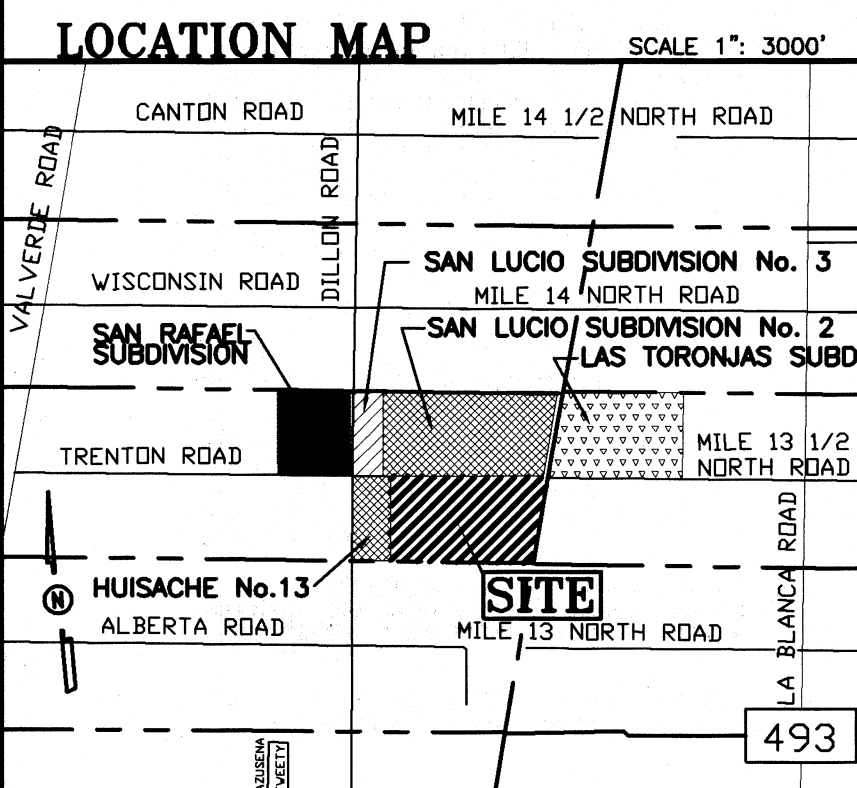 LOCATION MAP
SCALE 1": 3000'
CANTON ROAD
MILE 14 1/2 NORTH ROAD
VALVERDE ROAD
DILLON ROAD
SAN LUCIO SUBDIVISION No. 3
WISCONSIN ROAD
MILE 14 NORTH ROAD
SAN RAFAEL
SUBDIVISION
SAN LUCIO SUBDIVISION No. 2
LAS TORONJAS SUBD
TRENTON ROAD
MILE 13 1/2
NORTH ROAD
N
HUISACHE No.13
SITE
ALBERTA ROAD
MILE 13 NORTH ROAD
LA BLANCA ROAD
493
AZUSENA
TWEETY